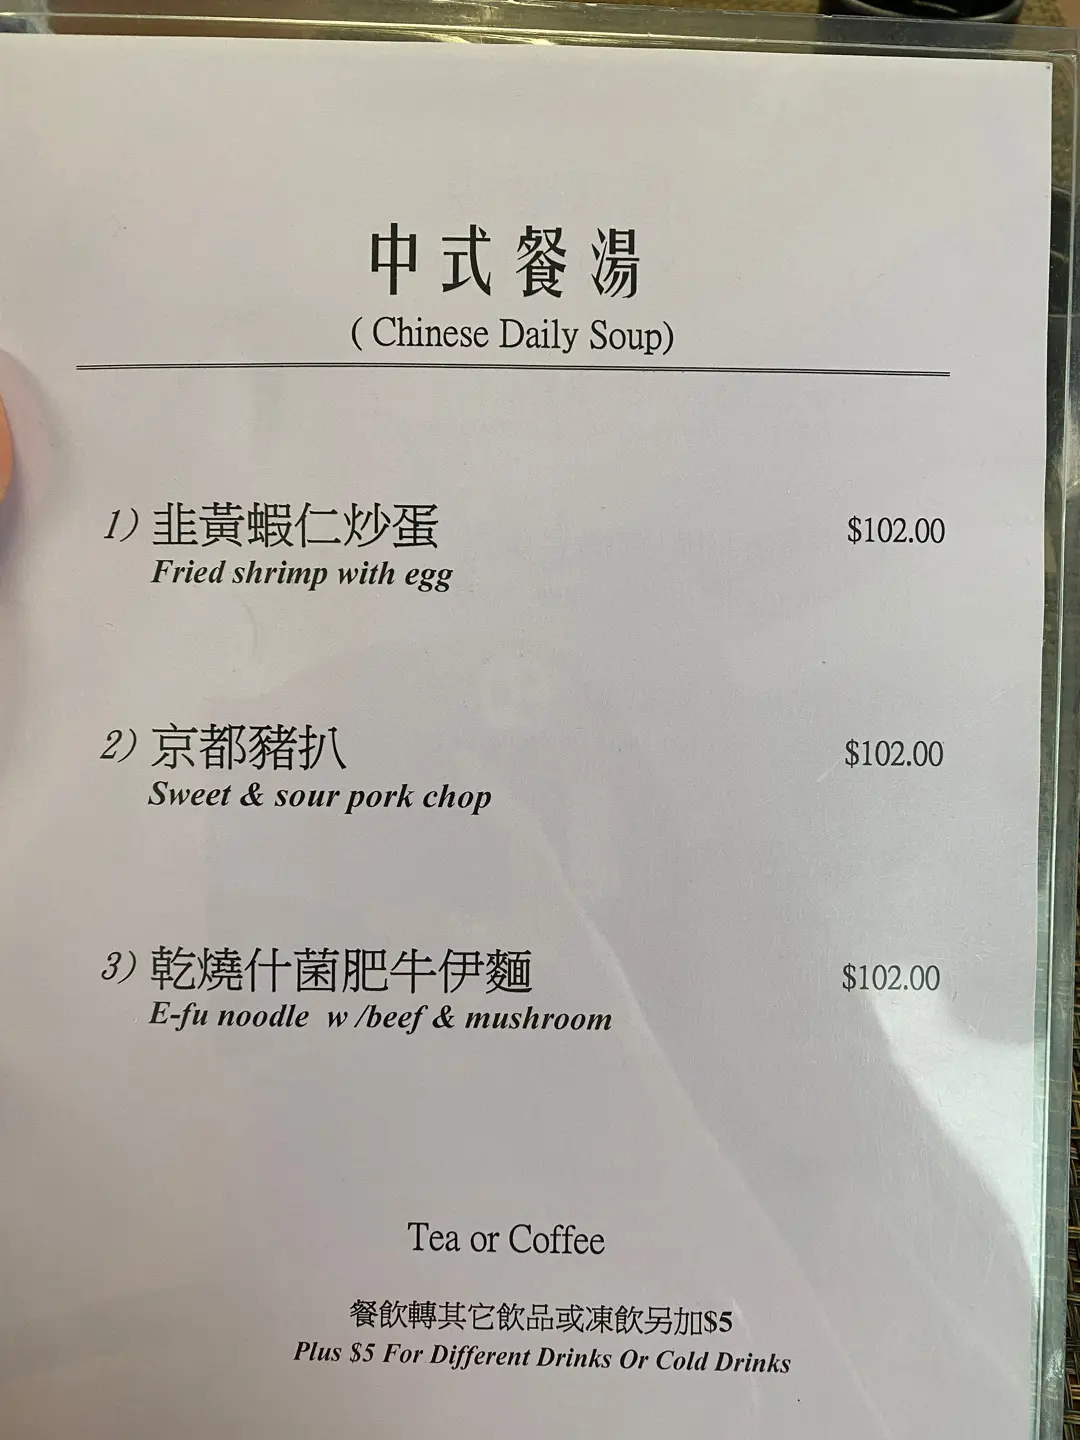 中式餐湯
( Chinese Daily Soup)
1) 韭黃蝦仁炒蛋 $102.00
Fried shrimp with egg
2) 京都豬扒 $102.00
Sweet & sour pork chop
3) 乾燒什菌肥牛伊麵 $102.00
E-fu noodle w /beef & mushroom
Tea or Coffee
餐飲轉其它飲品或凍飲另加$5
Plus $5 For Different Drinks Or Cold Drinks